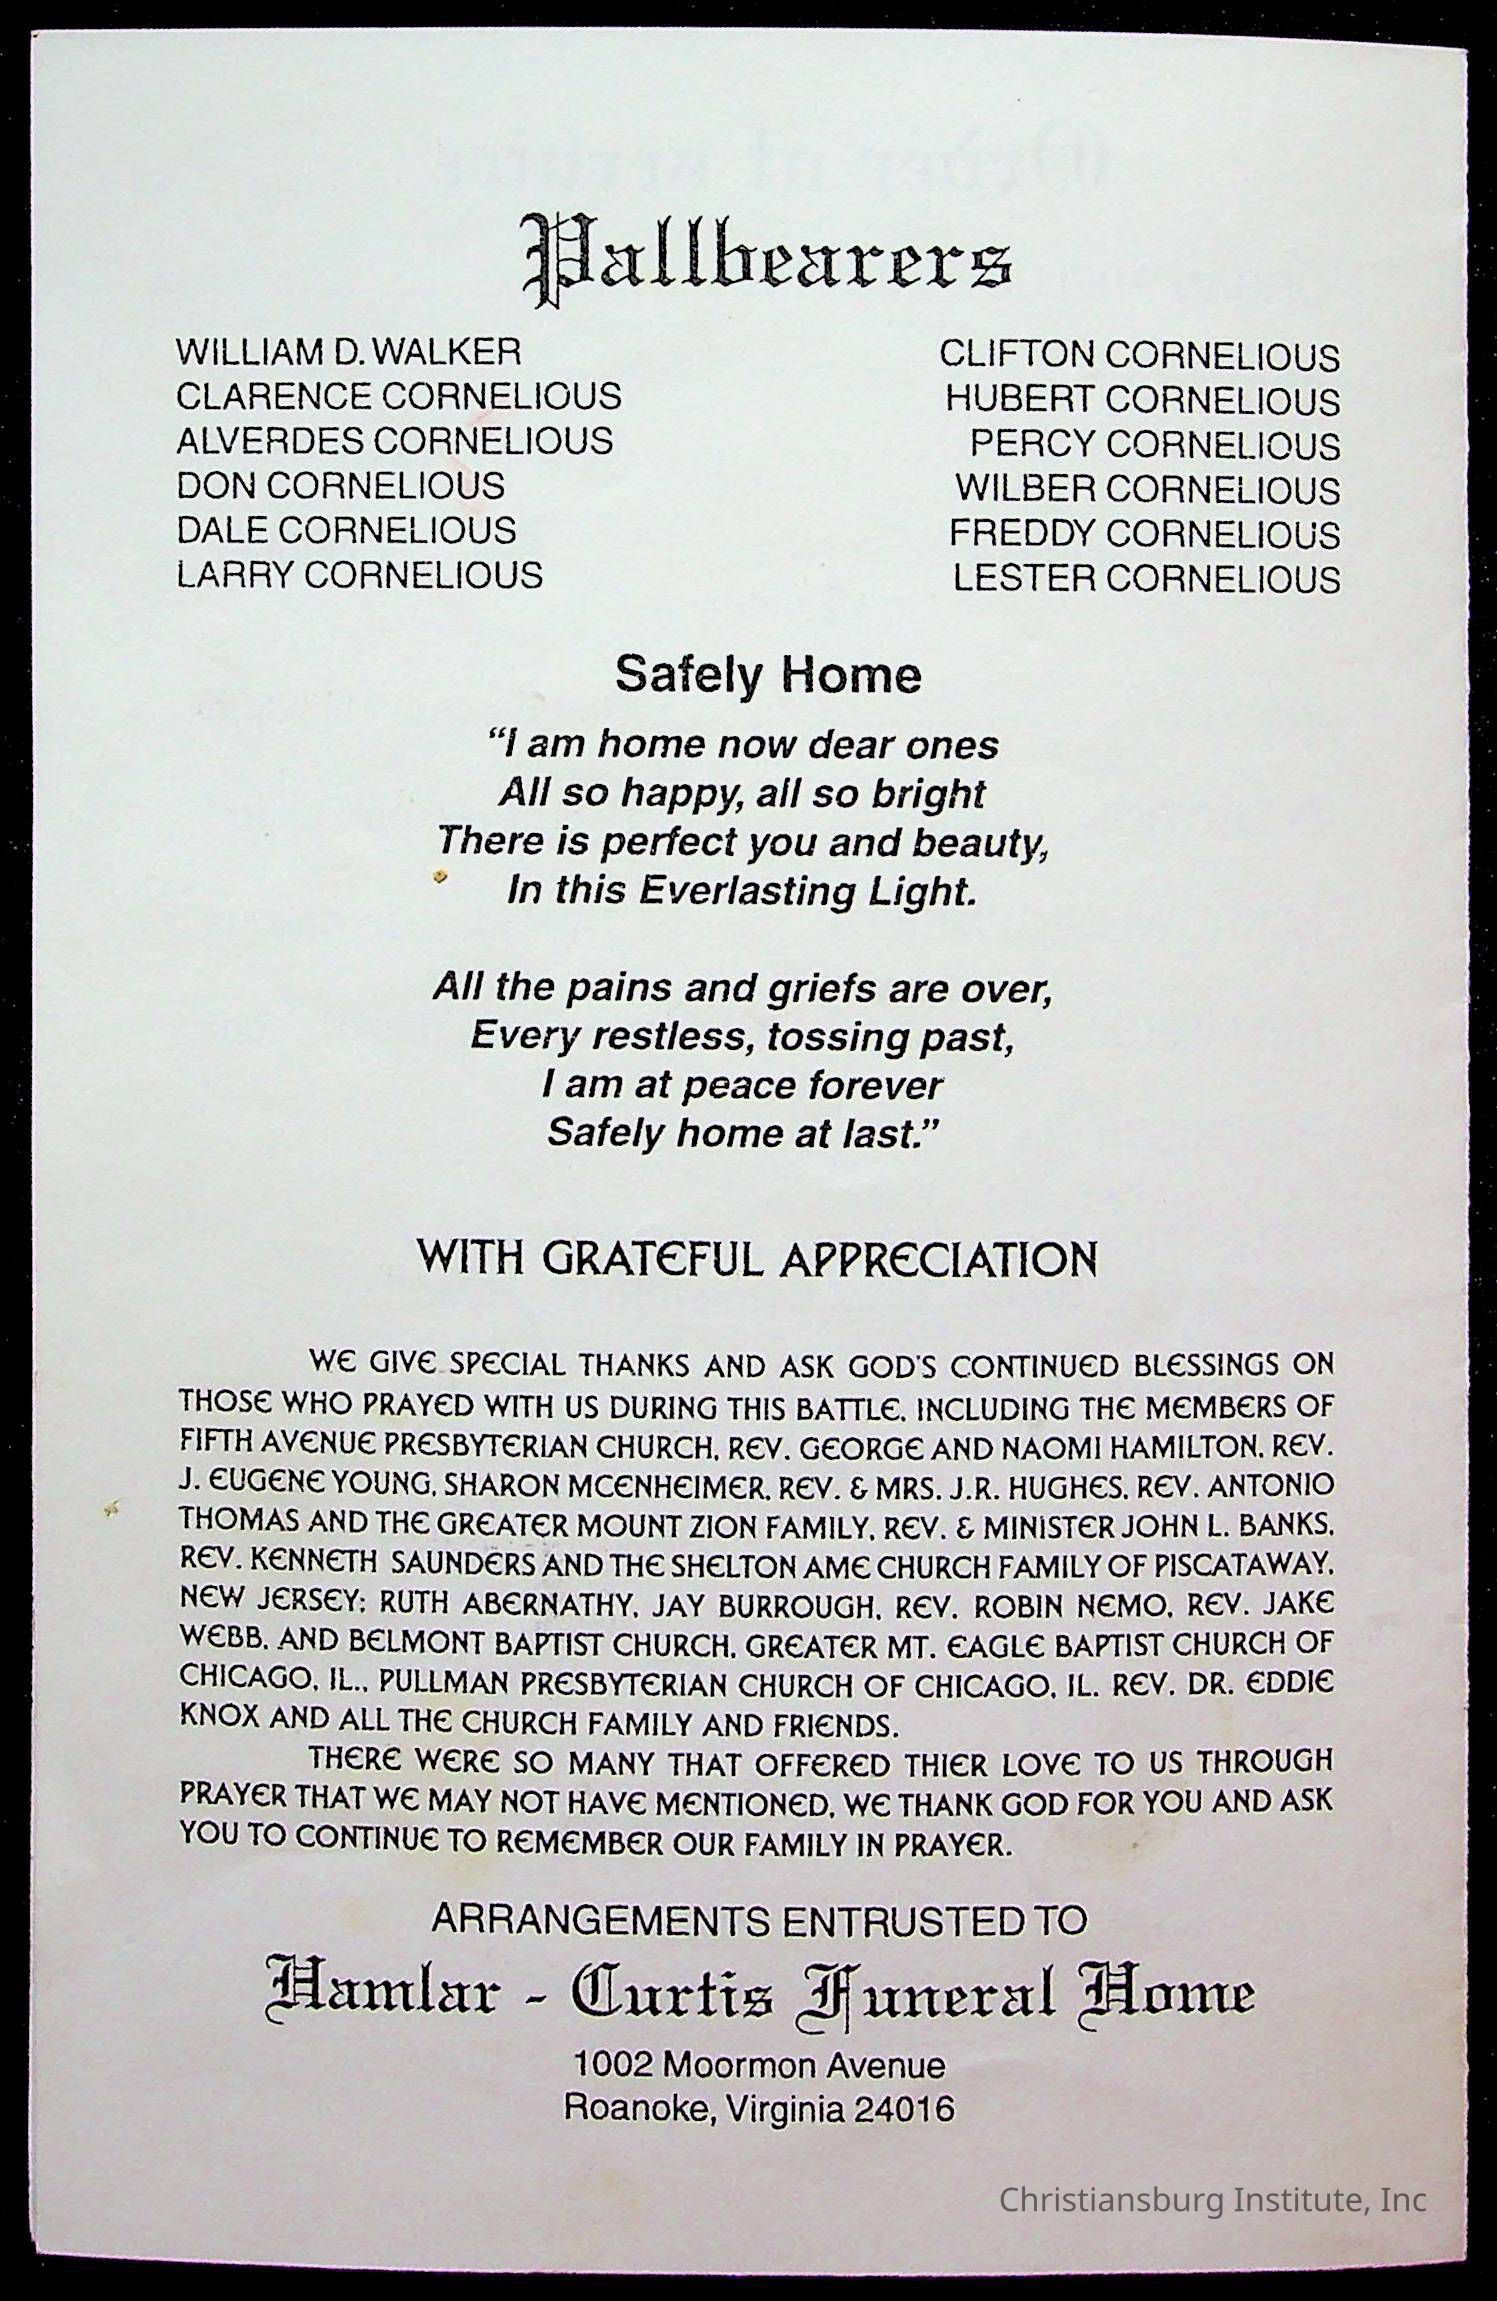 Pallbearers
WILLIAM D. WALKER
CLARENCE CORNELIOUS
ALVERDES CORNELIOUS
DON CORNELIOUS
DALE CORNELIOUS
LARRY CORNELIOUS
CLIFTON CORNELIOUS
HUBERT CORNELIOUS
PERCY CORNELIOUS
WILBER CORNELIOUS
FREDDY CORNELIOUS
LESTER CORNELIOUS
Safely Home
“I am home now dear ones
All so happy, all so bright
There is perfect you and beauty,
In this Everlasting Light.
All the pains and griefs are over,
Every restless, tossing past,
I am at peace forever
Safely home at last.”
WITH GRATEFUL APPRECIATION
WE GIVE SPECIAL THANKS AND ASK GOD'S CONTINUED BLESSINGS ON
THOSE WHO PRAYED WITH US DURING THIS BATTLE, INCLUDING THE MEMBERS OF
FIFTH AVENUE PRESBYTERIAN CHURCH, REV. GEORGE AND NAOMI HAMILTON, REV.
J. EUGENE YOUNG, SHARON MCENHEIMER, REV. & MRS. J.R. HUGHES, REV. ANTONIO
THOMAS AND THE GREATER MOUNT ZION FAMILY, REV. & MINISTER JOHN L. BANKS,
REV. KENNETH SAUNDERS AND THE SHELTON AME CHURCH FAMILY OF PISCATAWAY,
NEW JERSEY; RUTH ABERNATHY, JAY BURROUGH, REV. ROBIN NEMO, REV. JAKE
WEBB, AND BELMONT BAPTIST CHURCH, GREATER MT. EAGLE BAPTIST CHURCH OF
CHICAGO, IL., PULLMAN PRESBYTERIAN CHURCH OF CHICAGO, IL. REV. DR. EDDIE
KNOX AND ALL THE CHURCH FAMILY AND FRIENDS.
THERE WERE SO MANY THAT OFFERED THIER LOVE TO US THROUGH
PRAYER THAT WE MAY NOT HAVE MENTIONED, WE THANK GOD FOR YOU AND ASK
YOU TO CONTINUE TO REMEMBER OUR FAMILY IN PRAYER.
ARRANGEMENTS ENTRUSTED TO
Hamlar - Curtis Funeral Home
1002 Moormon Avenue
Roanoke, Virginia 24016
Christiansburg Institute, Inc